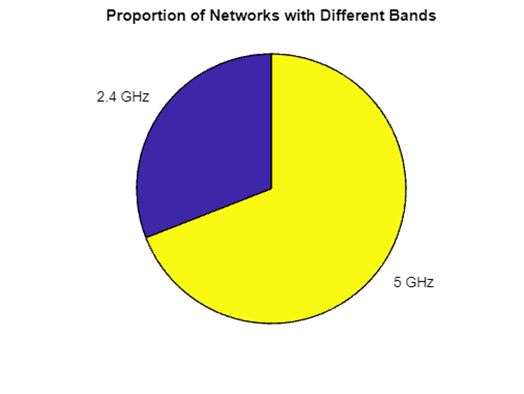 Proportion of Networks with Different Bands
2.4 GHz
5 GHz